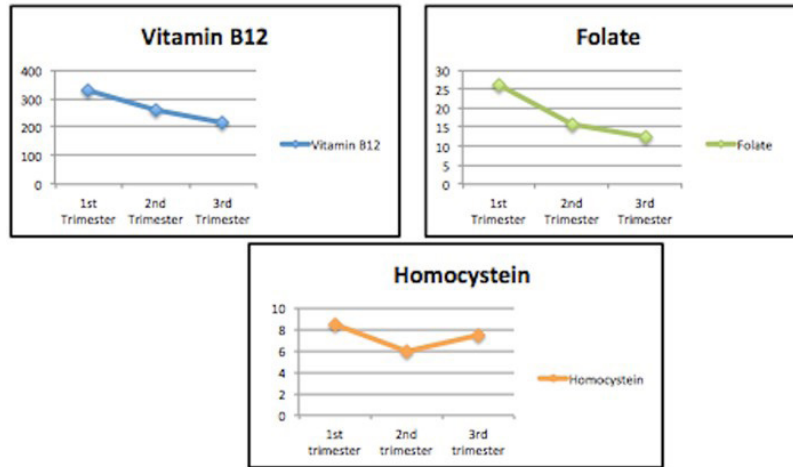 Vitamin B12
400
300
200
100
0
1st Trimester
2nd Trimester
3rd Trimester
Vitamin B12
Folate
30
25
20
15
10
5
0
1st Trimester
2nd Trimester
3rd Trimester
Folate
Homocystein
10
8
6
4
2
0
1st trimester
2nd trimester
3rd trimester
Homocystein